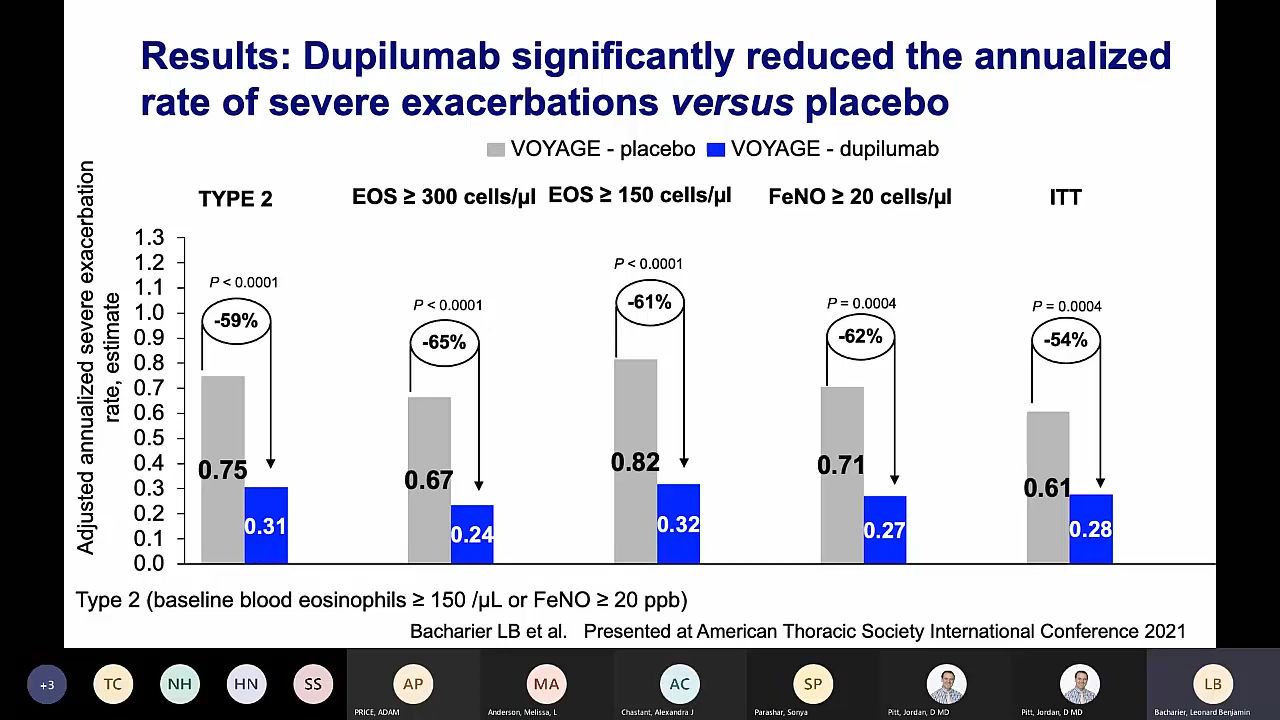 Results: Dupilumab significantly reduced the annualized
rate of severe exacerbations versus placebo
VOYAGE - placebo
VOYAGE - dupilumab
Adjusted annualized severe exacerbation
rate, estimate
TYPE 2
EOS ≥ 300 cells/µl
EOS ≥ 150 cells/µl
FeNO ≥ 20 cells/µl
ITT
1.3
1.2
1.1
1.0
0.9
0.8
0.7
0.6
0.5
0.4
0.3
0.2
0.1
0.0
P < 0.0001
-59%
0.75
0.31
P < 0.0001
-65%
0.67
0.24
P < 0.0001
-61%
0.82
0.32
P = 0.0004
-62%
0.71
0.27
P = 0.0004
-54%
0.61
0.28
Type 2 (baseline blood eosinophils ≥ 150 /µL or FeNO ≥ 20 ppb)
Bacharier LB et al. Presented at American Thoracic Society International Conference 2021
+3
TC
NH
HN
SS
AP
PRICE, ADAM
MA
Anderson, Melissa, L
AC
Chastant, Alexandra J
SP
Parashar, Sonya
Pitt, Jordan, D MD
Pitt, Jordan, D MD
LB
Bacharier, Leonard Benjamin